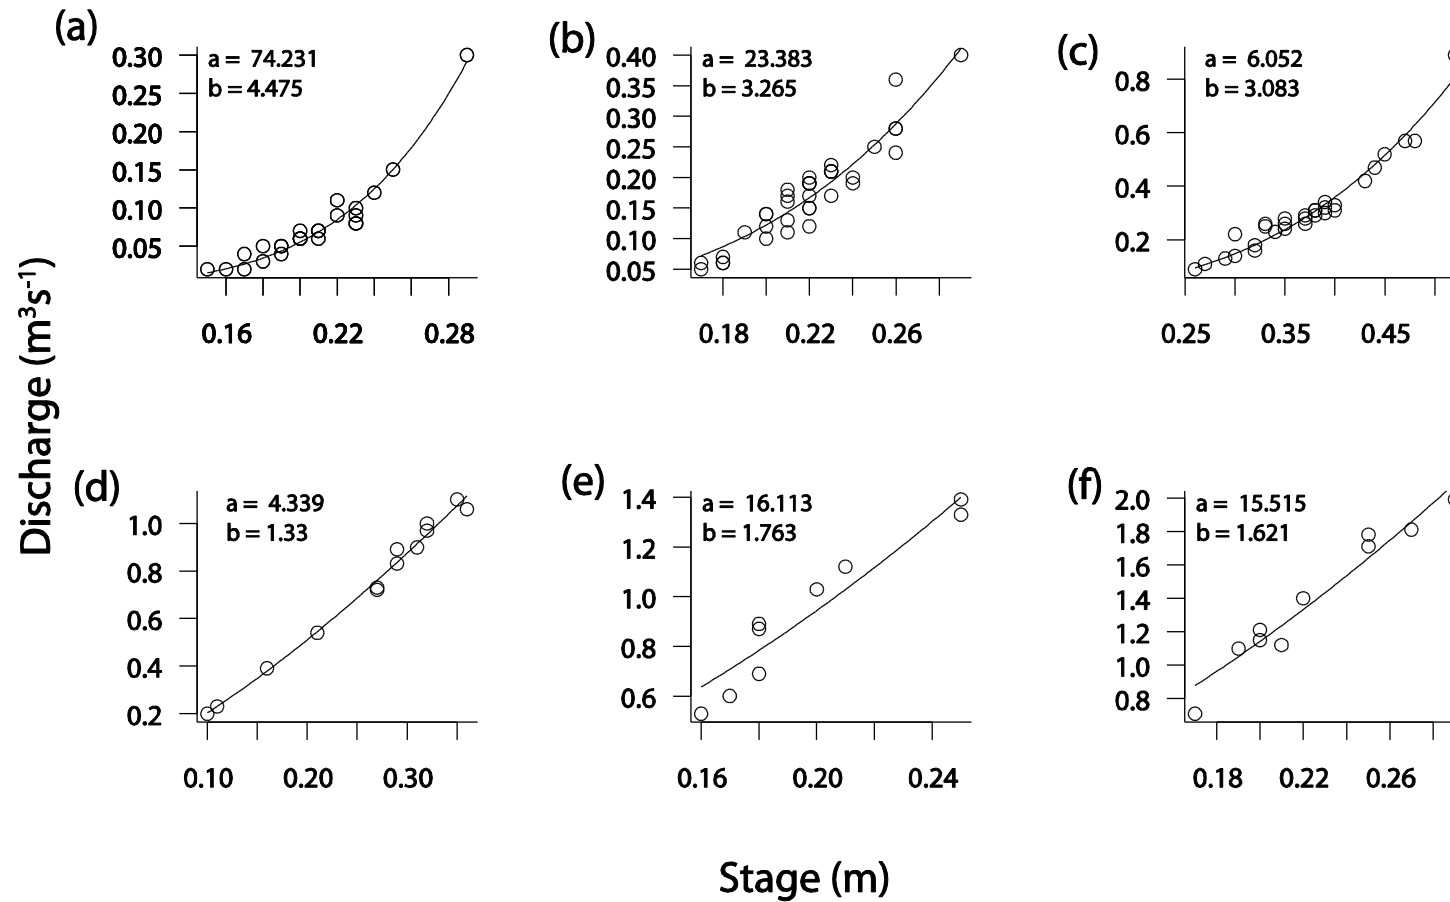 (a)
a = 74.231
b = 4.475
0.30
0.25
0.20
0.15
0.10
0.05
0.16
0.22
0.28
(b)
a = 23.383
b = 3.265
0.40
0.35
0.30
0.25
0.20
0.15
0.10
0.05
0.18
0.22
0.26
(c)
a = 6.052
b = 3.083
0.8
0.6
0.4
0.2
0.25
0.35
0.45
Discharge (m³s⁻¹)
(d)
a = 4.339
b = 1.33
1.0
0.8
0.6
0.4
0.2
0.10
0.20
0.30
(e)
a = 16.113
b = 1.763
1.4
1.2
1.0
0.8
0.6
0.16
0.20
0.24
(f)
a = 15.515
b = 1.621
2.0
1.8
1.6
1.4
1.2
1.0
0.8
0.18
0.22
0.26
Stage (m)